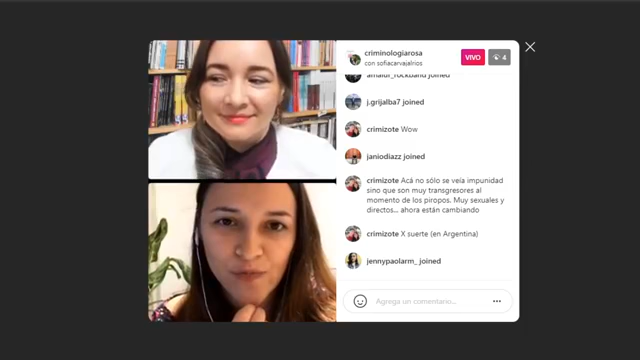 criminologiarosa
con sofiacarvajalrios
VIVO
4
amaur_rockband joined
j.grijalba7 joined
crimizote Wow
janiodiazz joined
crimizote Acá no sólo se veía impunidad
sino que son muy transgresores al
momento de los piropos. Muy sexuales y
directos... ahora están cambiando
crimizote X suerte (en Argentina)
jennypaolarm_ joined
Agrega un comentario...